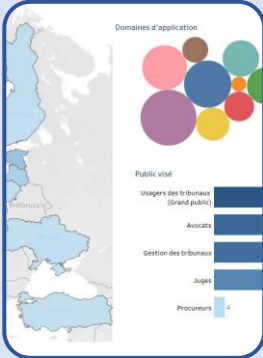 Domaines d'application
Public visé
Usagers des tribunaux
(Grand public)
Avocats
Gestion des tribunaux
Juges
Procureurs